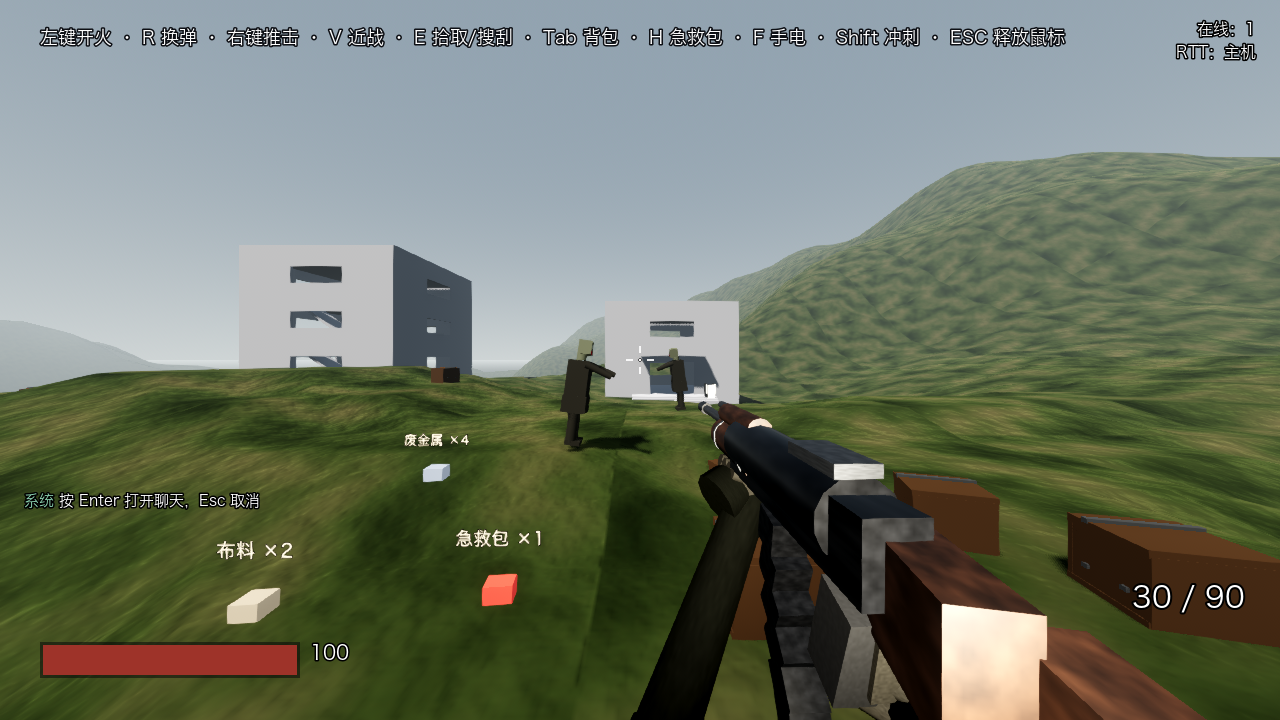 左键开火 · R 换弹 · 右键推击 · V 近战 · E 拾取/搜刮 · Tab 背包 · H 急救包 · F 手电 · Shift 冲刺 · ESC 释放鼠标
在线: 1
RTT: 主机
废金属 ×4
系统 按 Enter 打开聊天, Esc 取消
急救包 ×1
布料 ×2
30 / 90
100